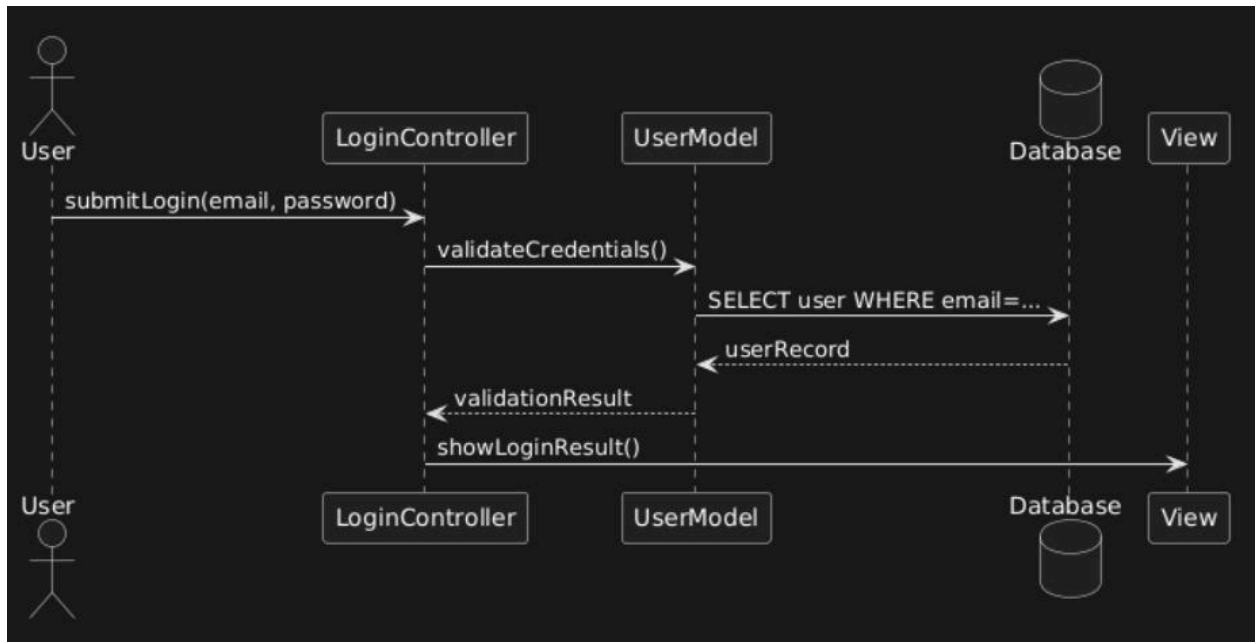 User
LoginController
UserModel
Database
View
submitLogin(email, password)
validateCredentials()
SELECT user WHERE email=...
userRecord
validationResult
showLoginResult()
User
LoginController
UserModel
Database
View